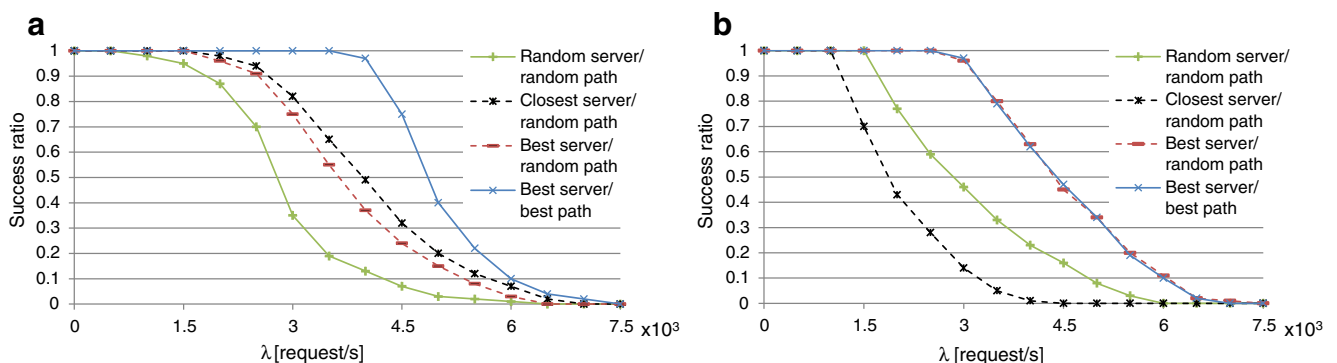 a
Success ratio
1
0.9
0.8
0.7
0.6
0.5
0.4
0.3
0.2
0.1
0
0 1.5 3 4.5 6 7.5 x10³
λ [request/s]
Random server/
random path
Closest server/
random path
Best server/
random path
Best server/
best path
b
Success ratio
1
0.9
0.8
0.7
0.6
0.5
0.4
0.3
0.2
0.1
0
0 1.5 3 4.5 6 7.5 x10³
λ [request/s]
Random server/
random path
Closest server/
random path
Best server/
random path
Best server/
best path